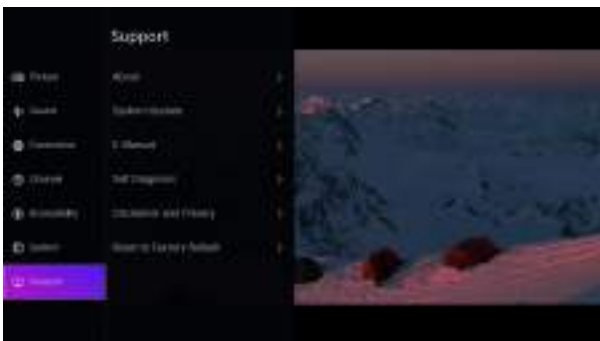 Support
Picture
About
Sound
System Update
Connection
E-Manual
Channel
Self Diagnosis
Accessibility
Disclaimer and Privacy
System
Reset to Factory Default
Support